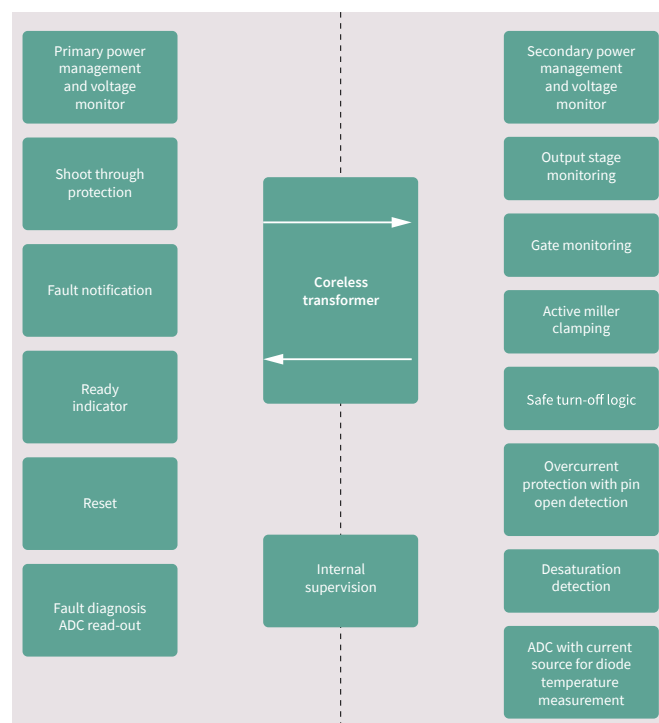 Primary power
management
and voltage
monitor
Shoot through
protection
Fault notification
Ready
indicator
Reset
Fault diagnosis
ADC read-out
Coreless
transformer
Internal
supervision
Secondary power
management
and voltage
monitor
Output stage
monitoring
Gate monitoring
Active miller
clamping
Safe turn-off logic
Overcurrent
protection with pin
open detection
Desaturation
detection
ADC with current
source for diode
temperature
measurement